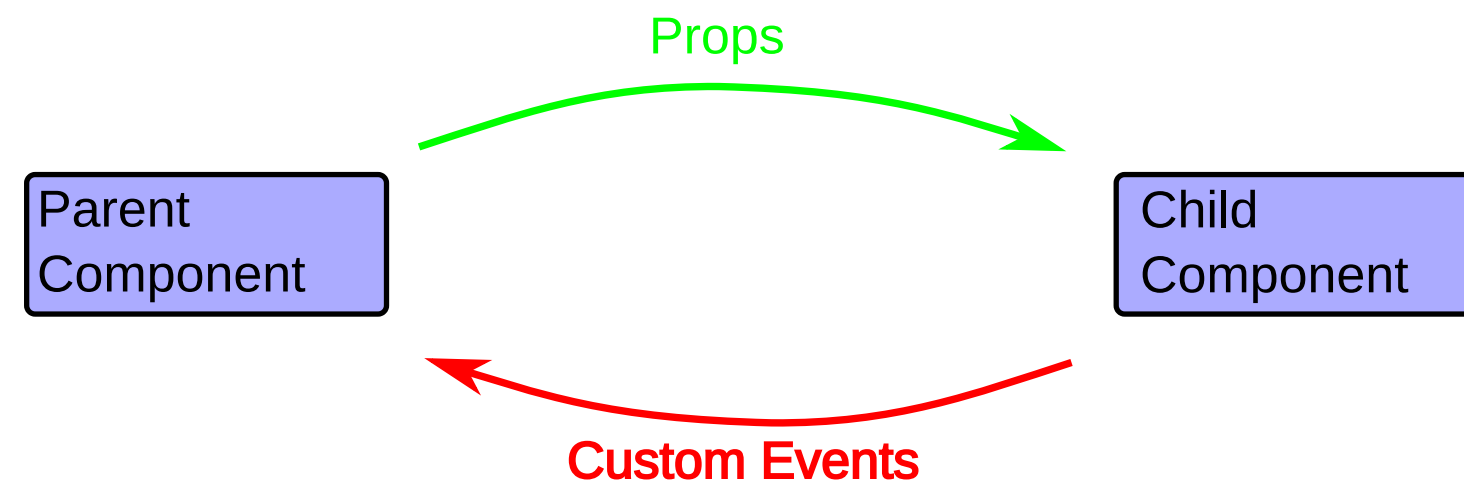 Props
Parent
Component
Child
Component
Custom Events